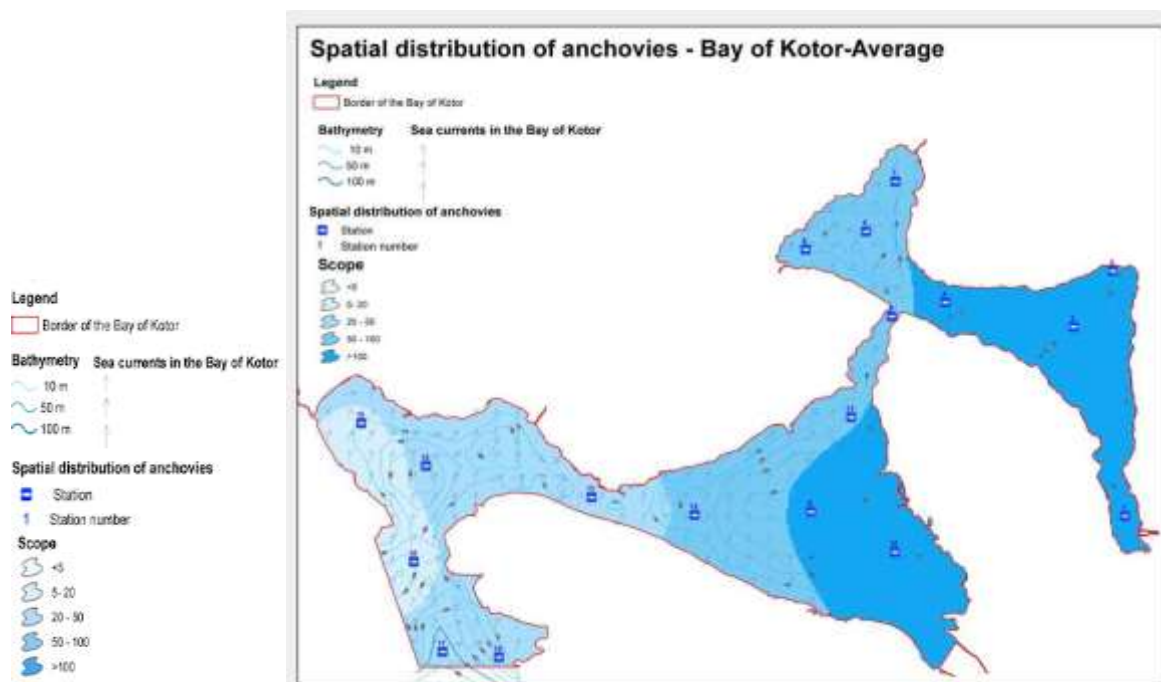 Spatial distribution of anchovies - Bay of Kotor-Average
Legend
Border of the Bay of Kotor
Bathymetry Sea currents in the Bay of Kotor
10 m
50 m
100 m
Spatial distribution of anchovies
Station
1 Station number
Scope
<5
5- 20
20 - 50
50 - 100
>100
Legend
Border of the Bay of Kotor
Bathymetry Sea currents in the Bay of Kotor
10 m
50 m
100 m
Spatial distribution of anchovies
Station
1 Station number
Scope
<5
5- 20
20 - 50
50 - 100
>100